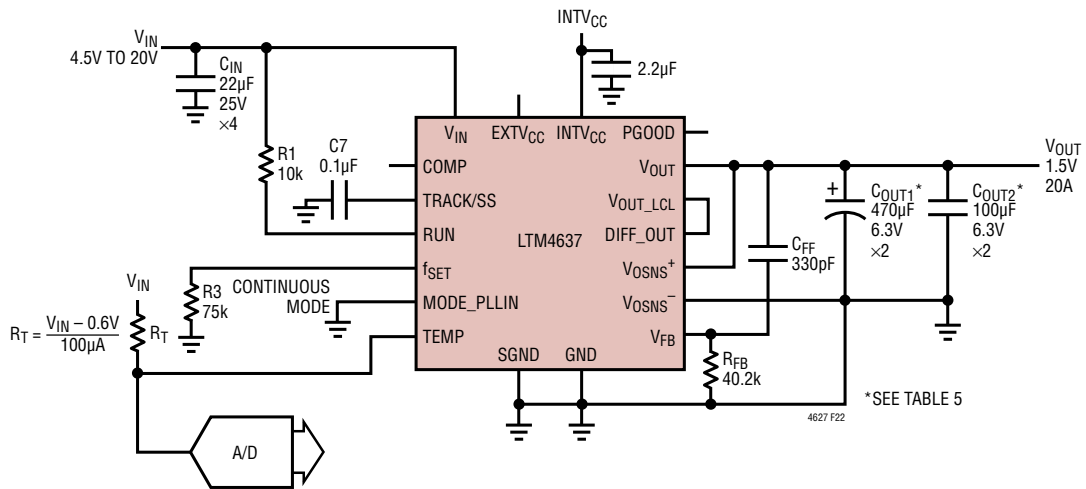 INTVCC
VIN
4.5V TO 20V
CIN
22µF
25V
×4
2.2µF
R1
10k
C7
0.1µF
VIN
EXTVCC
INTVCC
PGOOD
COMP
TRACK/SS
RUN
fSET
MODE_PLLIN
TEMP
SGND
GND
LTM4637
VOUT
VOUT_LCL
DIFF_OUT
VOSNS+
VOSNS–
VFB
VOUT
1.5V
20A
+
COUT1*
470µF
6.3V
×2
COUT2*
100µF
6.3V
×2
CFF
330pF
RFB
40.2k
*SEE TABLE 5
4627 F22
CONTINUOUS
MODE
R3
75k
VIN
RT = VIN – 0.6V
100µA
RT
A/D